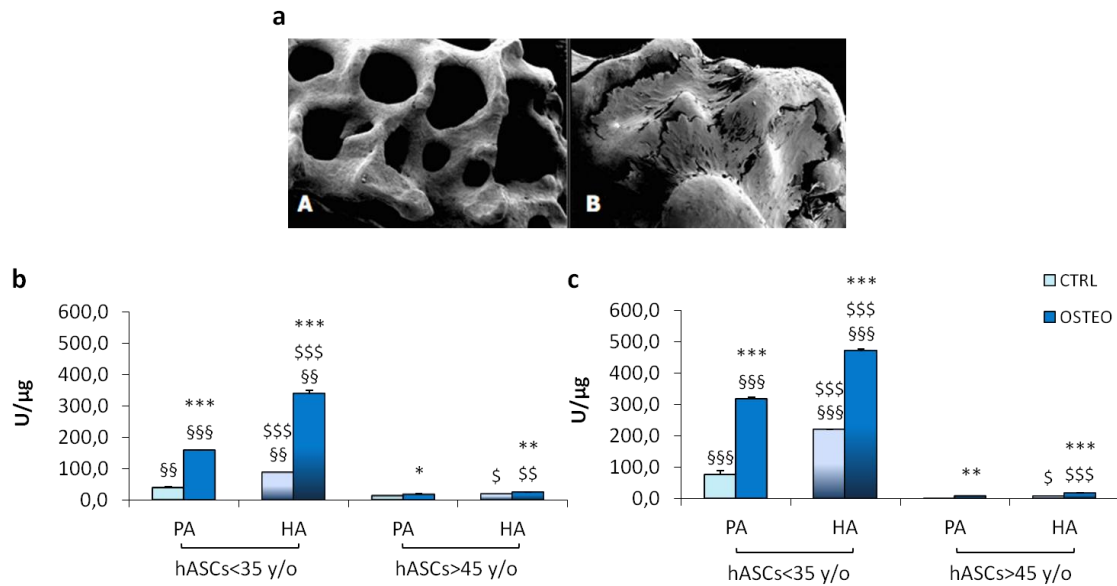 a
A
B
b
600,0
500,0
400,0
300,0
200,0
100,0
0,0
U/µg
§§
***
§§§
$$$
§§
***
$$$
§§
*
$
**
$$
PA
HA
PA
HA
hASCs<35 y/o
hASCs>45 y/o
c
600,0
500,0
400,0
300,0
200,0
100,0
0,0
U/µg
§§§
***
§§§
$$$
§§§
***
$$$
§§§
**
$
***
$$$
PA
HA
PA
HA
hASCs<35 y/o
hASCs>45 y/o
CTRL
OSTEO